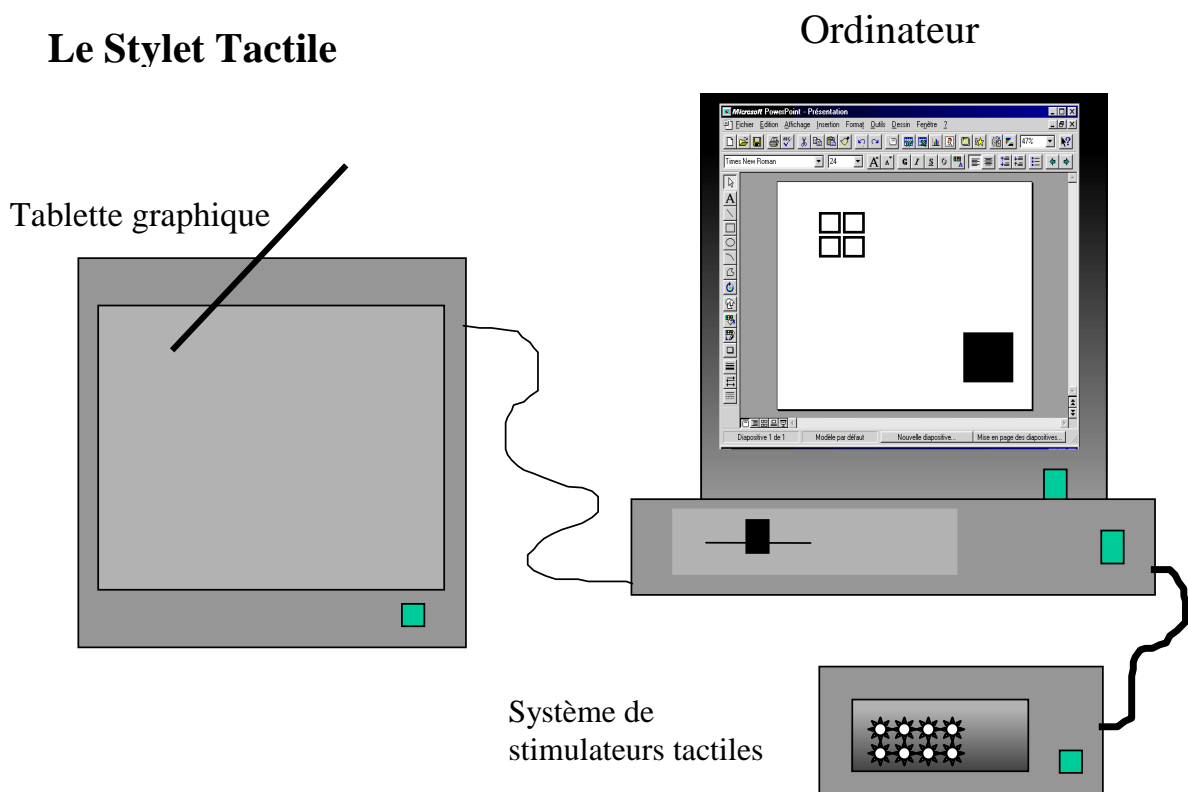 Le Stylet Tactile
Ordinateur
Tablette graphique
Microsoft PowerPoint - Présentation
Fichier Edition Affichage Insertion Format Outils Dessin Fenêtre ?
47%
Times New Roman 24 A A G I S
A
Diapositive 1 de 1 Modèle par défaut Nouvelle diapositive... Mise en page des diapositives...
Système de
stimulateurs tactiles